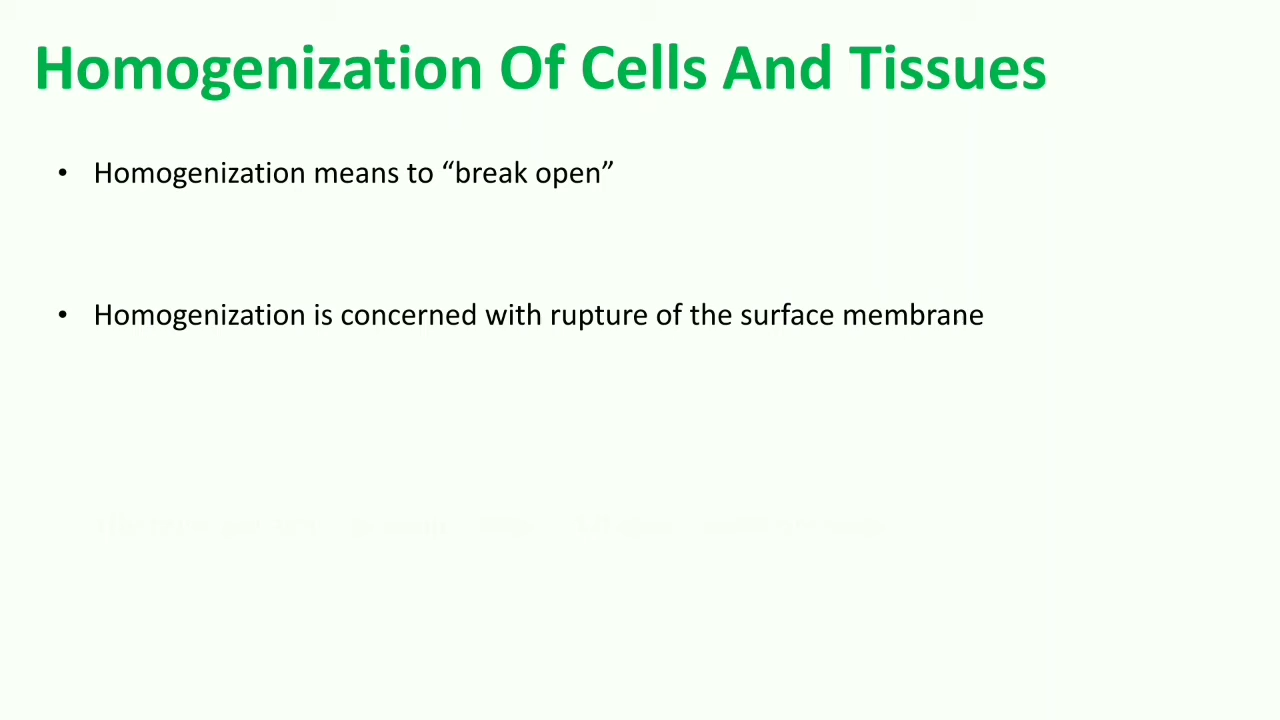 Homogenization Of Cells And Tissues
• Homogenization means to “break open”
• Homogenization is concerned with rupture of the surface membrane